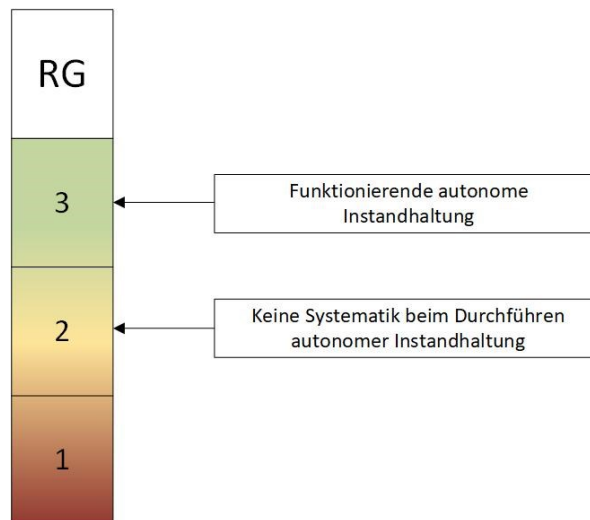 RG
3
Funktionierende autonome
Instandhaltung
2
Keine Systematik beim Durchführen
autonomer Instandhaltung
1